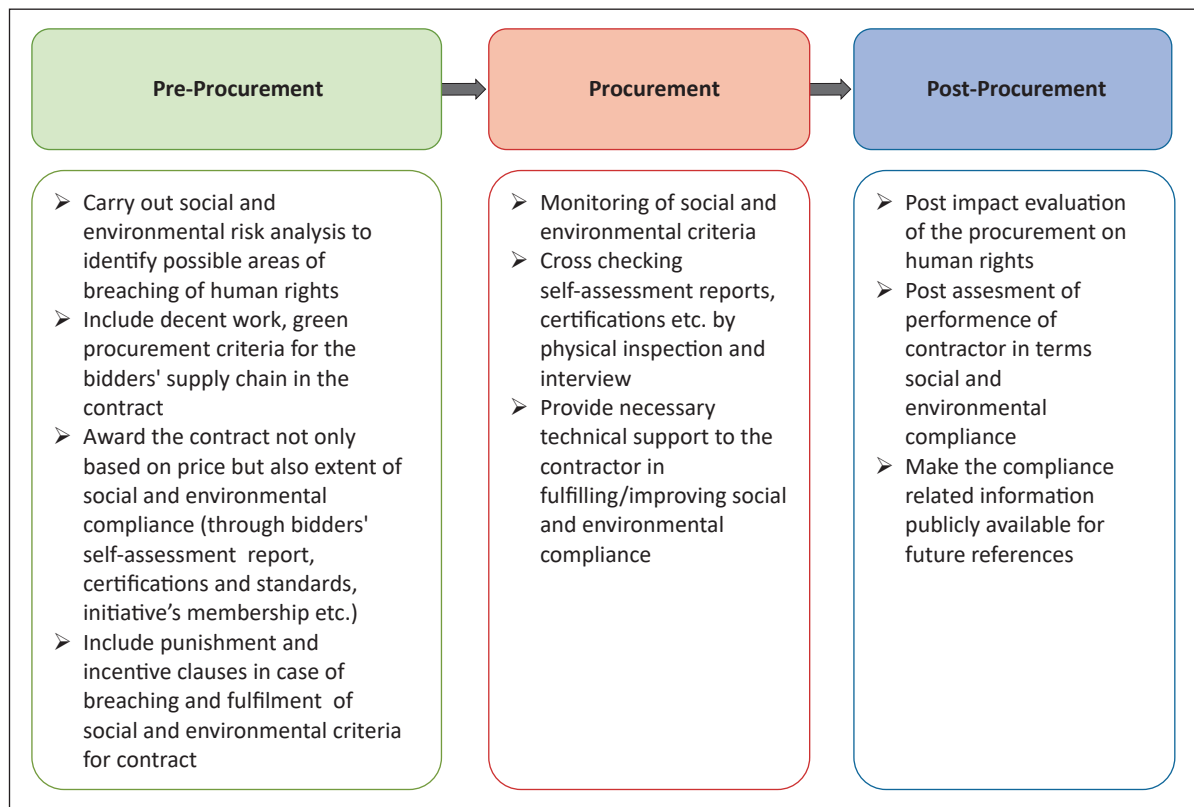 Pre-Procurement
Procurement
Post-Procurement
➢ Carry out social and
environmental risk analysis to
identify possible areas of
breaching of human rights
➢ Include decent work, green
procurement criteria for the
bidders' supply chain in the
contract
➢ Award the contract not only
based on price but also extent of
social and environmental
compliance (through bidders'
self-assessment report,
certifications and standards,
initiative’s membership etc.)
➢ Include punishment and
incentive clauses in case of
breaching and fulfilment of
social and environmental criteria
for contract
➢ Monitoring of social and
environmental criteria
➢ Cross checking
self-assessment reports,
certifications etc. by
physical inspection and
interview
➢ Provide necessary
technical support to the
contractor in
fulfilling/improving social
and environmental
compliance
➢ Post impact evaluation
of the procurement on
human rights
➢ Post assesment of
performence of
contractor in terms
social and
environmental
compliance
➢ Make the compliance
related information
publicly available for
future references